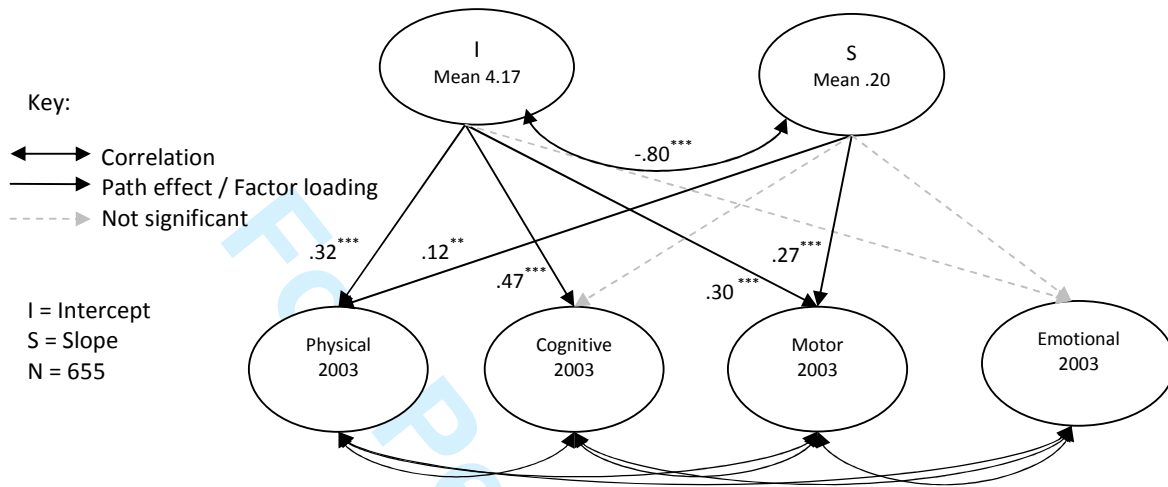 I
Mean 4.17
S
Mean .20
Key:
Correlation
Path effect / Factor loading
Not significant
-.80***
.32***
.12**
.47***
.30 ***
.27***
I = Intercept
S = Slope
N = 655
Physical
2003
Cognitive
2003
Motor
2003
Emotional
2003